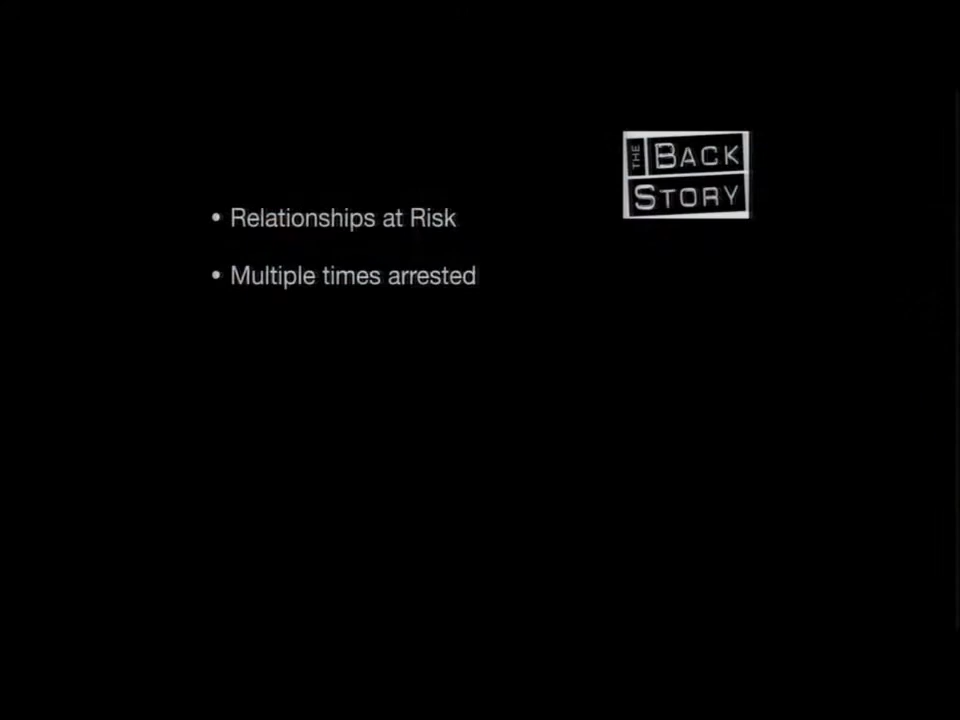 THE BACK
STORY
• Relationships at Risk
• Multiple times arrested